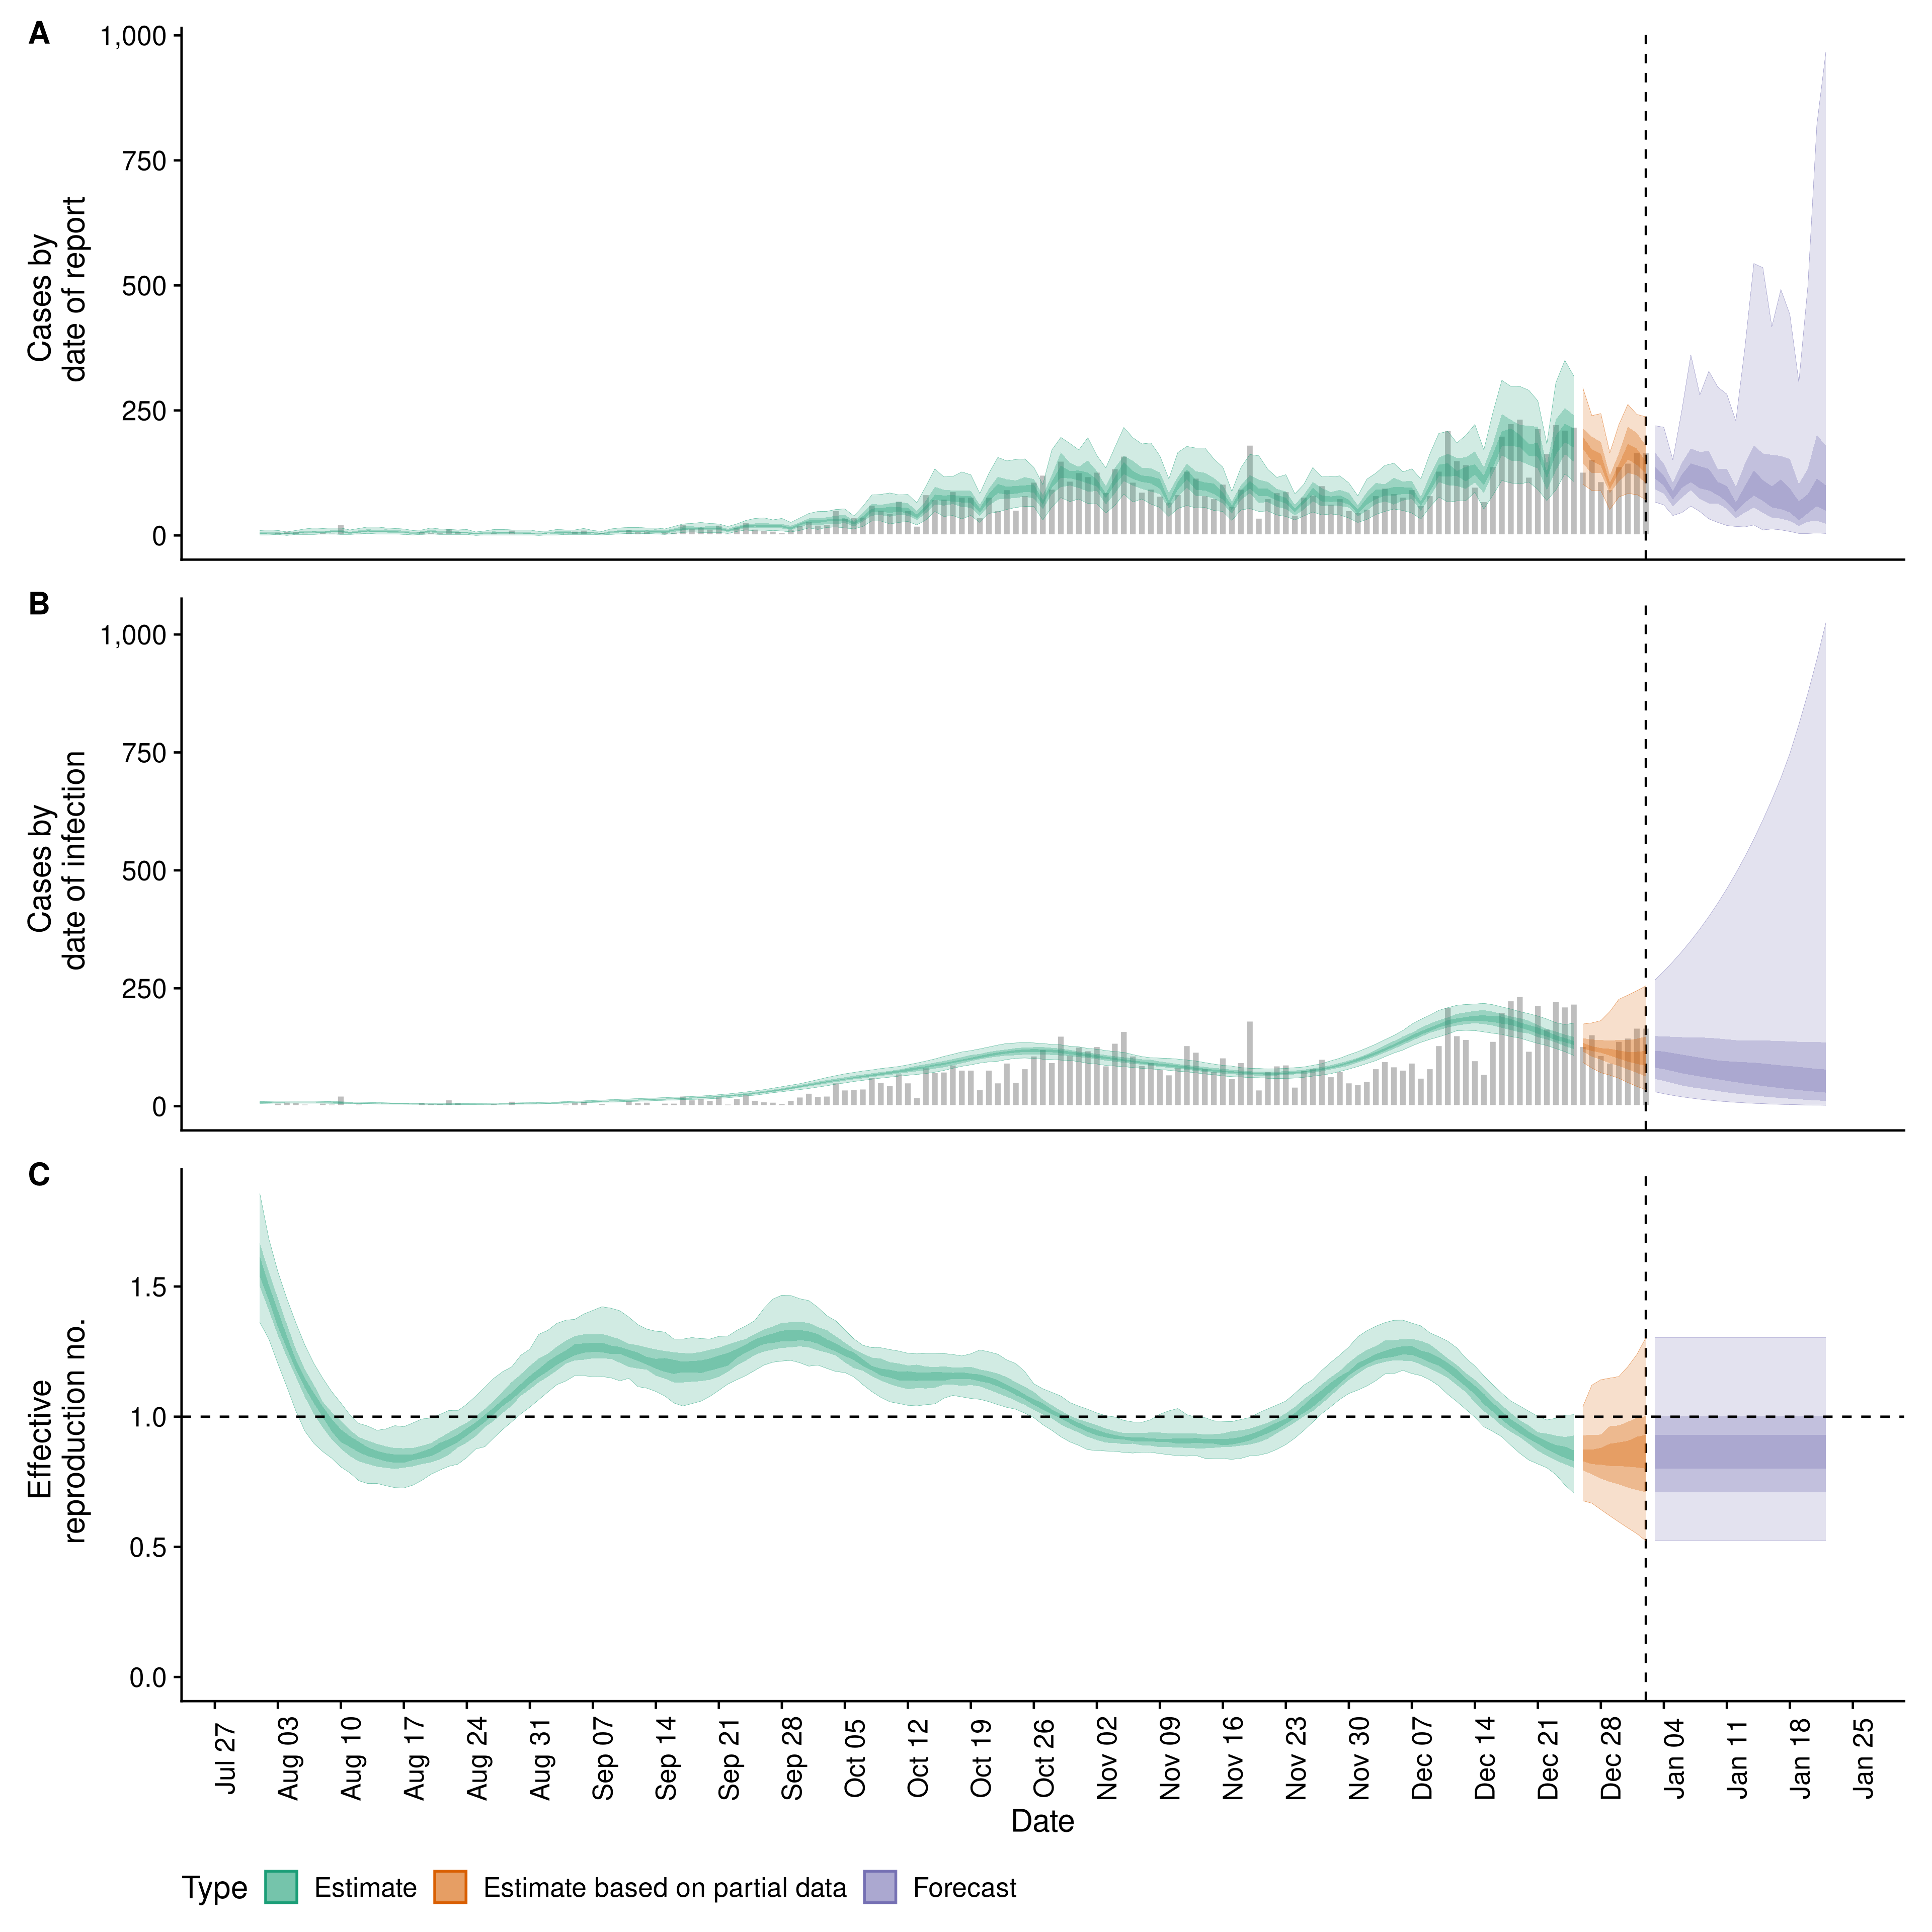 A
1,000
750
500
250
0
Cases by
date of report
B
1,000
750
500
250
0
Cases by
date of infection
C
1.5
1.0
0.5
0.0
Effective
reproduction no.
Jul 27
Aug 03
Aug 10
Aug 17
Aug 24
Aug 31
Sep 07
Sep 14
Sep 21
Sep 28
Oct 05
Oct 12
Oct 19
Oct 26
Nov 02
Nov 09
Nov 16
Nov 23
Nov 30
Dec 07
Dec 14
Dec 21
Dec 28
Jan 04
Jan 11
Jan 18
Jan 25
Date
Type Estimate Estimate based on partial data Forecast